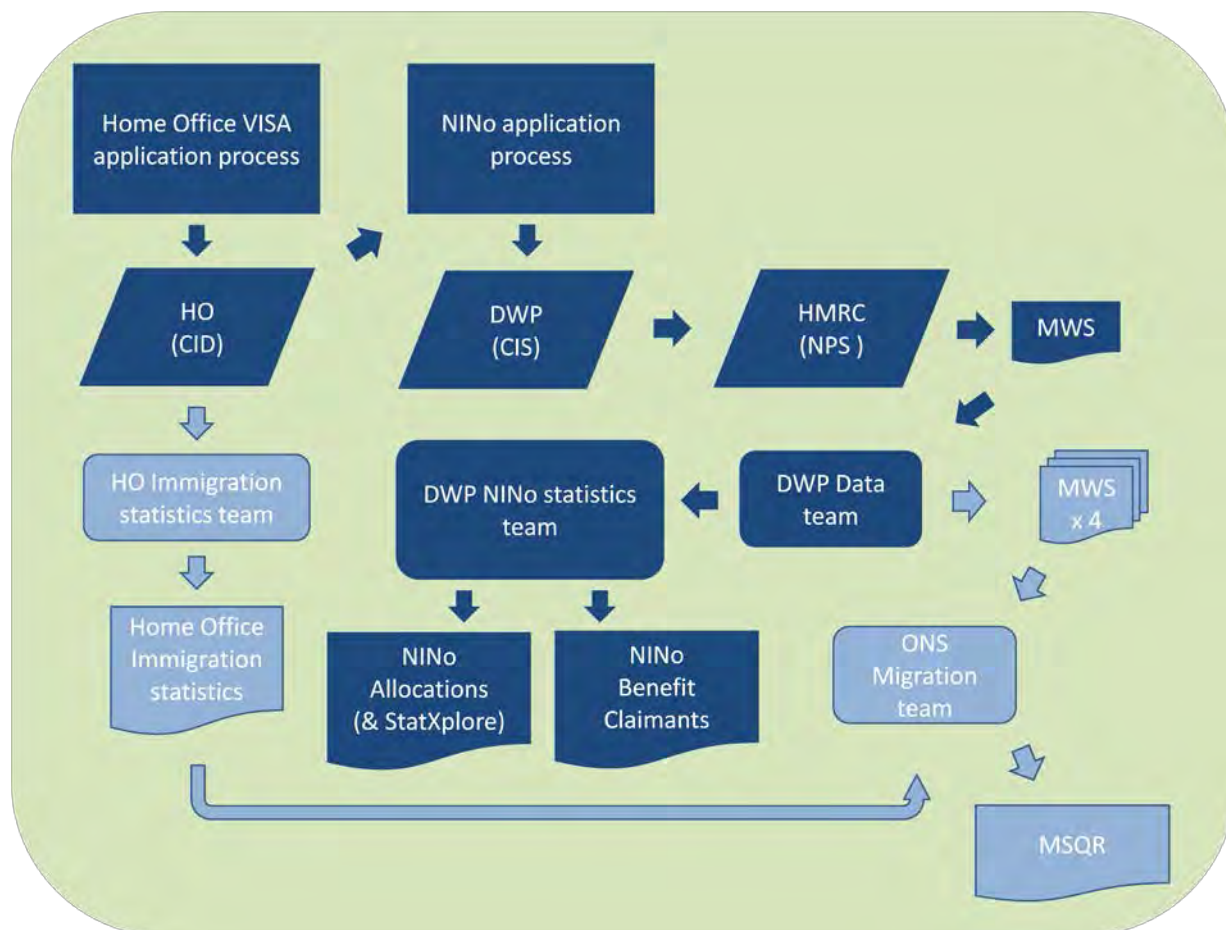 Home Office VISA
application process
NINo application
process
HO
(CID)
DWP
(CIS)
HMRC
(NPS )
MWS
HO Immigration
statistics team
DWP NINo statistics
team
DWP Data
team
MWS
x 4
Home Office
Immigration
statistics
NINo
Allocations
(& StatXplore)
NINo
Benefit
Claimants
ONS
Migration
team
MSQR